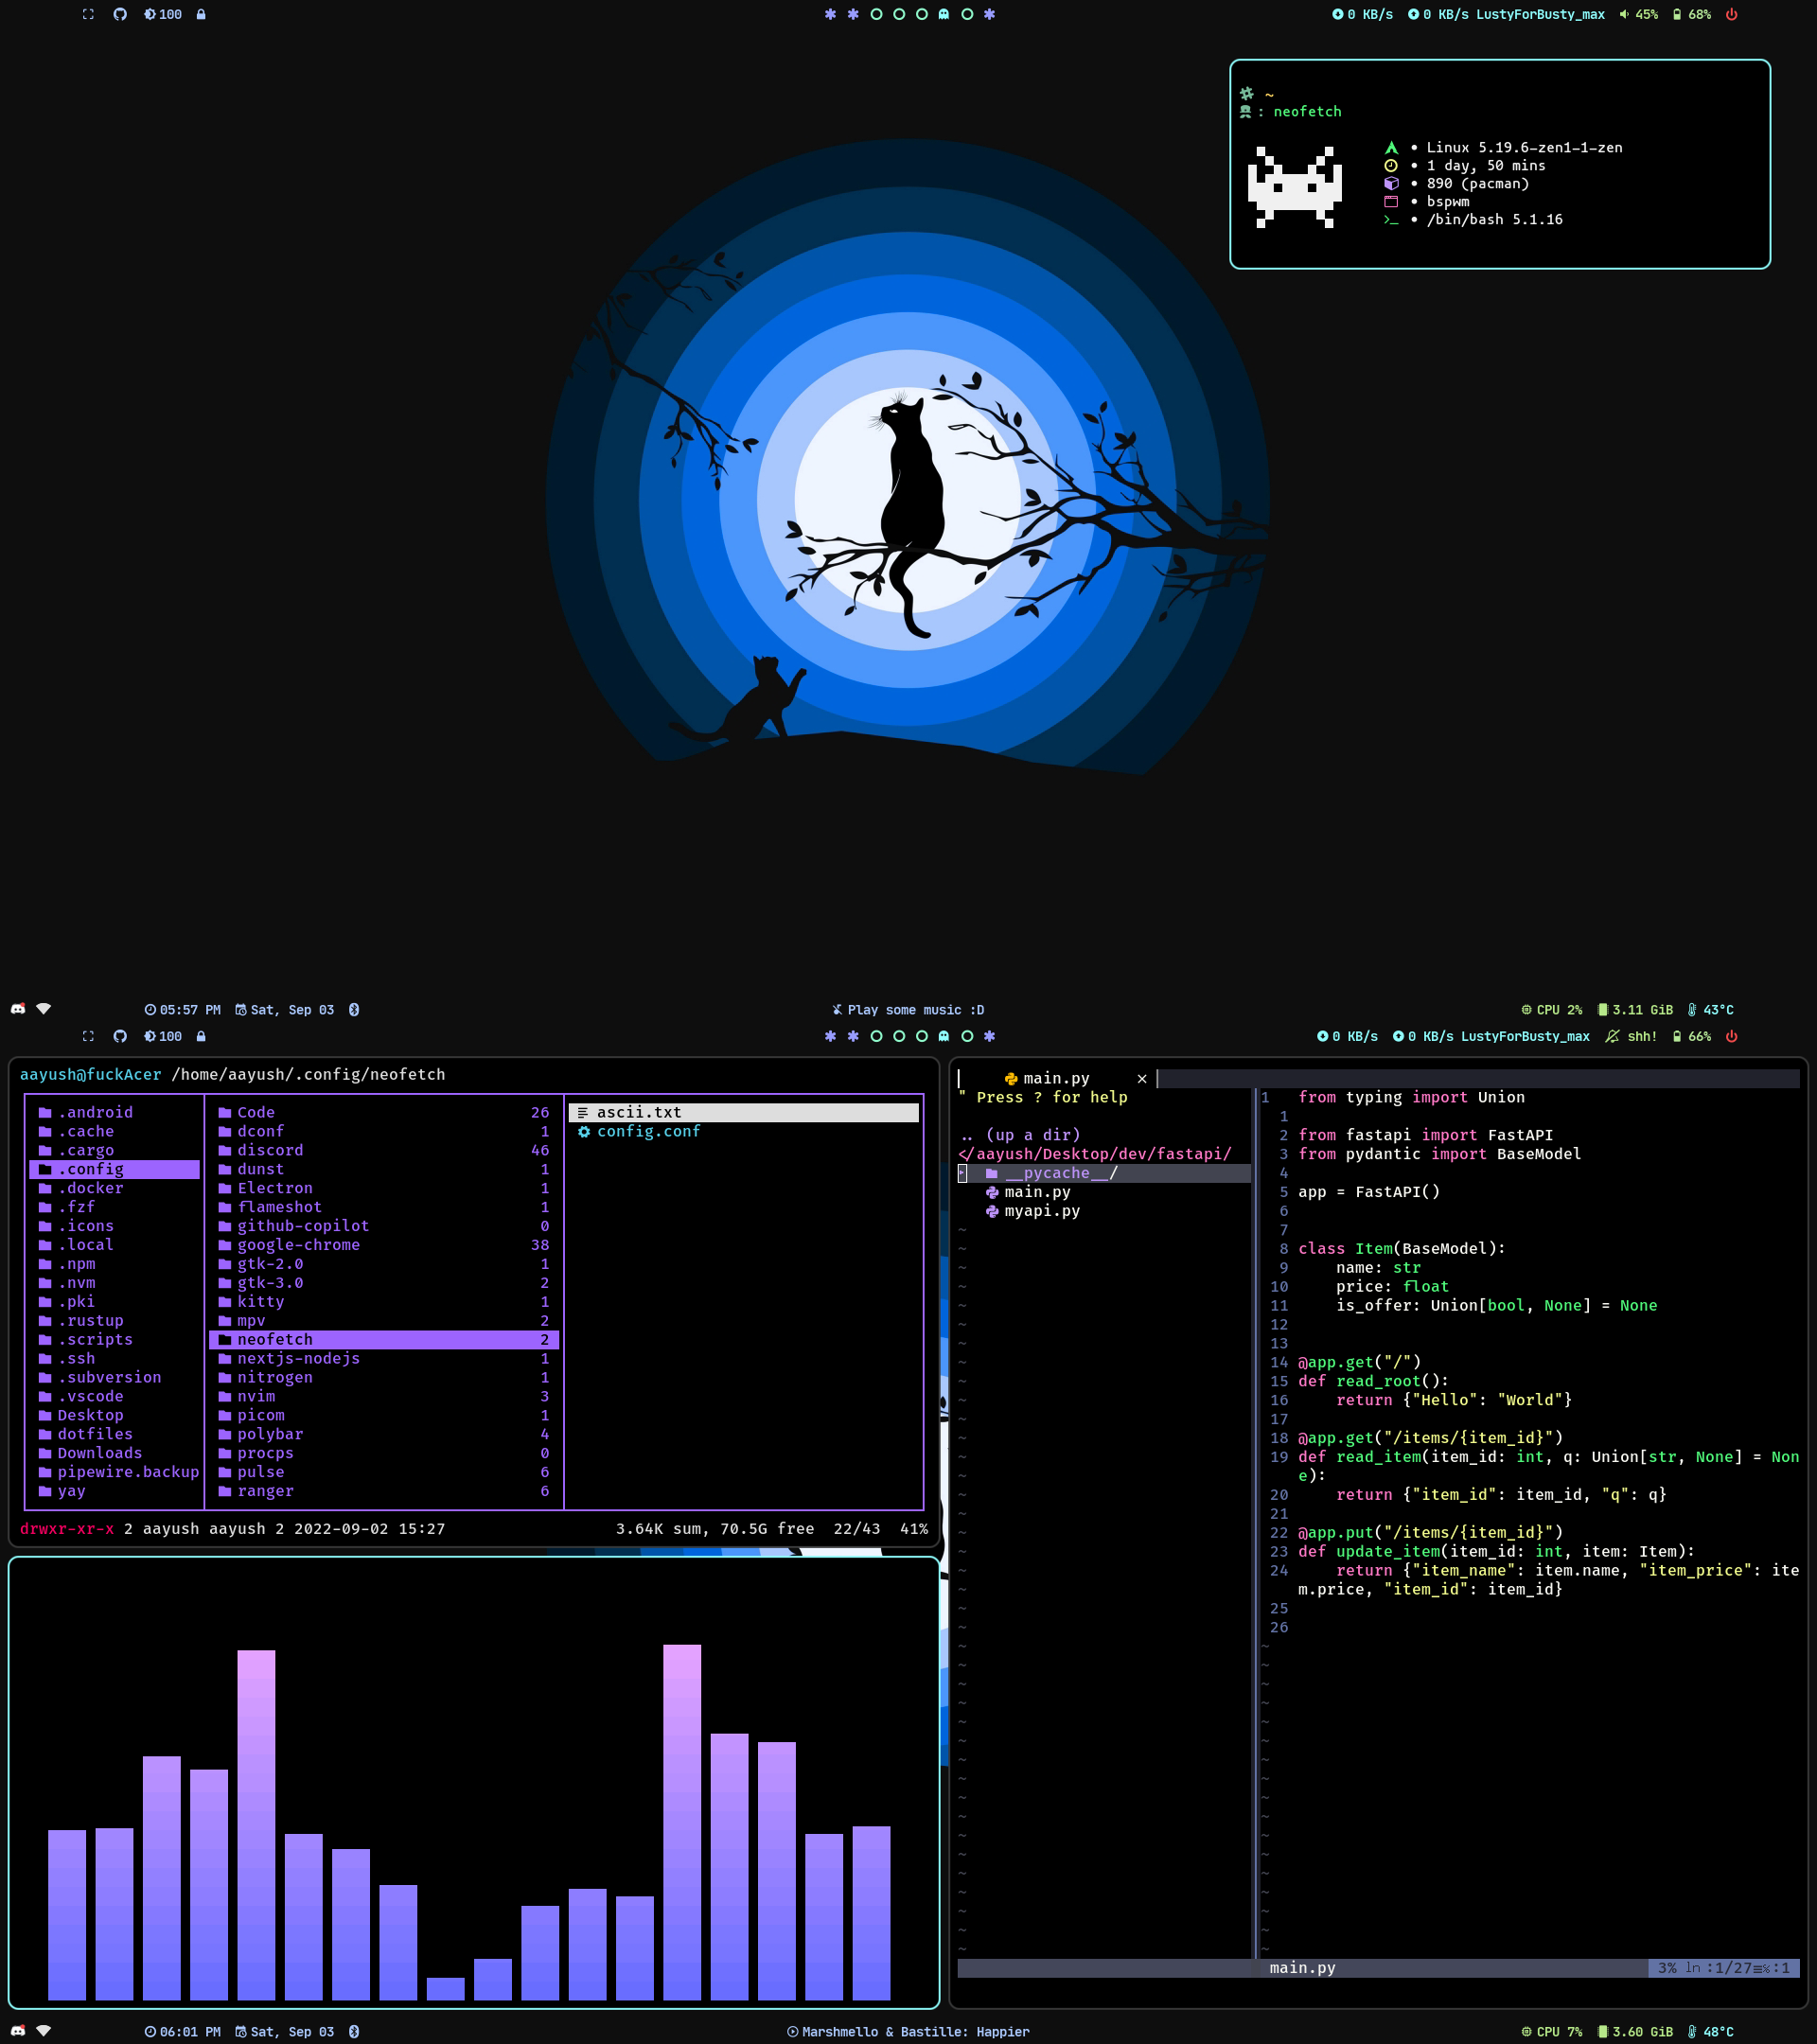 100 0 KB/s 0 KB/s LustyForBusty_max 45% 68%
~
: neofetch
• Linux 5.19.6-zen1-1-zen
• 1 day, 50 mins
• 890 (pacman)
• bspwm
• /bin/bash 5.1.16
05:57 PM Sat, Sep 03 Play some music :D CPU 2% 3.11 GiB 43°C
100 0 KB/s 0 KB/s LustyForBusty_max shh! 66%
aayush@fuckAcer /home/aayush/.config/neofetch
.android Code 26 ascii.txt
.cache dconf 1 config.conf
.cargo discord 46
.config dunst 1
.docker Electron 1
.fzf flameshot 1
.icons github-copilot 0
.local google-chrome 38
.npm gtk-2.0 1
.nvm gtk-3.0 2
.pki kitty 1
.rustup mpv 2
.scripts neofetch 2
.ssh nextjs-nodejs 1
.subversion nitrogen 1
.vscode nvim 3
Desktop picom 1
dotfiles polybar 4
Downloads procps 0
pipewire.backup pulse 6
yay ranger 6
drwxr-xr-x 2 aayush aayush 2 2022-09-02 15:27 3.64K sum, 70.5G free 22/43 41%
main.py ×
" Press ? for help
.. (up a dir)
</aayush/Desktop/dev/fastapi/
__pycache__/
main.py
myapi.py
1 from typing import Union
1
2 from fastapi import FastAPI
3 from pydantic import BaseModel
4
5 app = FastAPI()
6
7
8 class Item(BaseModel):
9 name: str
10 price: float
11 is_offer: Union[bool, None] = None
12
13
14 @app.get("/")
15 def read_root():
16 return {"Hello": "World"}
17
18 @app.get("/items/{item_id}")
19 def read_item(item_id: int, q: Union[str, None] = Non
e):
20 return {"item_id": item_id, "q": q}
21
22 @app.put("/items/{item_id}")
23 def update_item(item_id: int, item: Item):
24 return {"item_name": item.name, "item_price": ite
m.price, "item_id": item_id}
25
26
main.py 3% ln :1/27≡%:1
06:01 PM Sat, Sep 03 Marshmello & Bastille: Happier CPU 7% 3.60 GiB 48°C